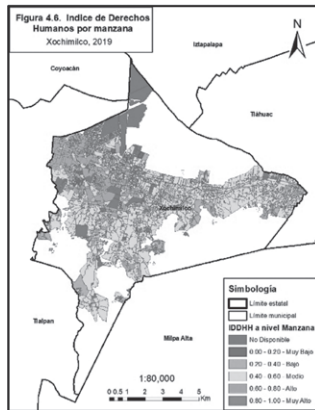 Figura 4.6. Indice de Derechos
Humanos por manzana
Xochimilco, 2019
N
Iztapalapa
Coyoacán
Tláhuac
Xochimilco
Tlalpan
Milpa Alta
Simbología
Límite estatal
Límite municipal
IDDHH a nivel Manzana
No Disponible
0.00 - 0.20 - Muy Bajo
0.20 - 0.40 - Bajo
0.40 - 0.60 - Medio
0.60 - 0.80 - Alto
0.80 - 1.00 - Muy Alto
1:80,000
0 0.5 1 2 3 4 5
Km